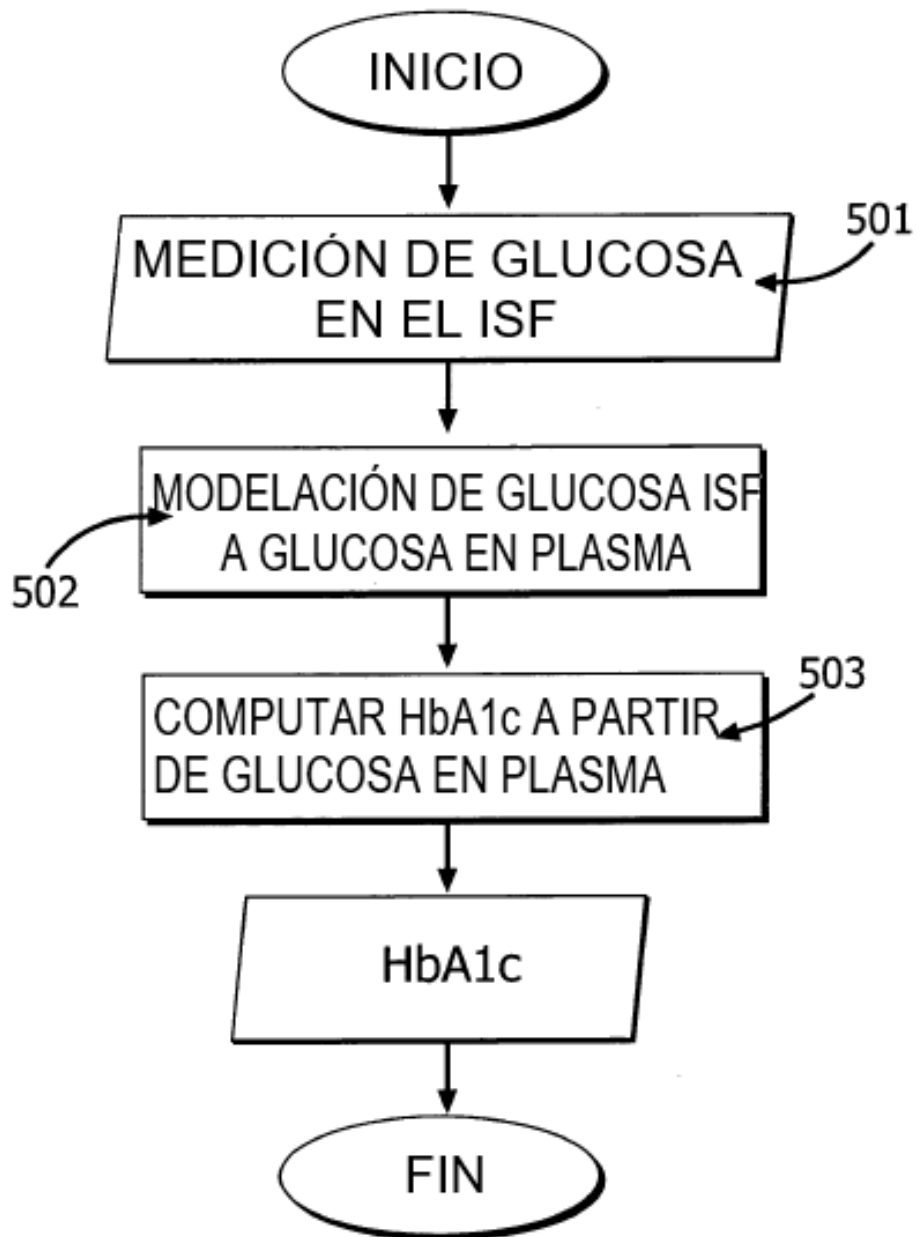 INICIO
MEDICIÓN DE GLUCOSA
EN EL ISF
501
MODELACIÓN DE GLUCOSA ISF
A GLUCOSA EN PLASMA
502
COMPUTAR HbA1c A PARTIR
DE GLUCOSA EN PLASMA
503
HbA1c
FIN